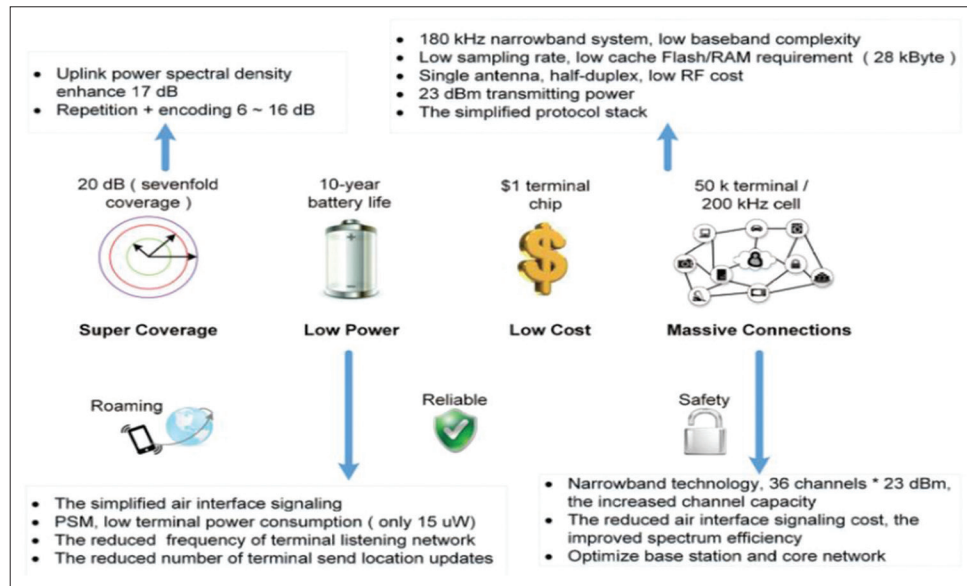 • Uplink power spectral density
enhance 17 dB
• Repetition + encoding 6 ~ 16 dB
• 180 kHz narrowband system, low baseband complexity
• Low sampling rate, low cache Flash/RAM requirement ( 28 kByte )
• Single antenna, half-duplex, low RF cost
• 23 dBm transmitting power
• The simplified protocol stack
20 dB ( sevenfold
coverage )
10-year
battery life
$1 terminal
chip
50 k terminal /
200 kHz cell
Super Coverage
Low Power
Low Cost
Massive Connections
Roaming
Reliable
Safety
• The simplified air interface signaling
• PSM, low terminal power consumption ( only 15 uW)
• The reduced frequency of terminal listening network
• The reduced number of terminal send location updates
• Narrowband technology, 36 channels * 23 dBm,
the increased channel capacity
• The reduced air interface signaling cost, the
improved spectrum efficiency
• Optimize base station and core network